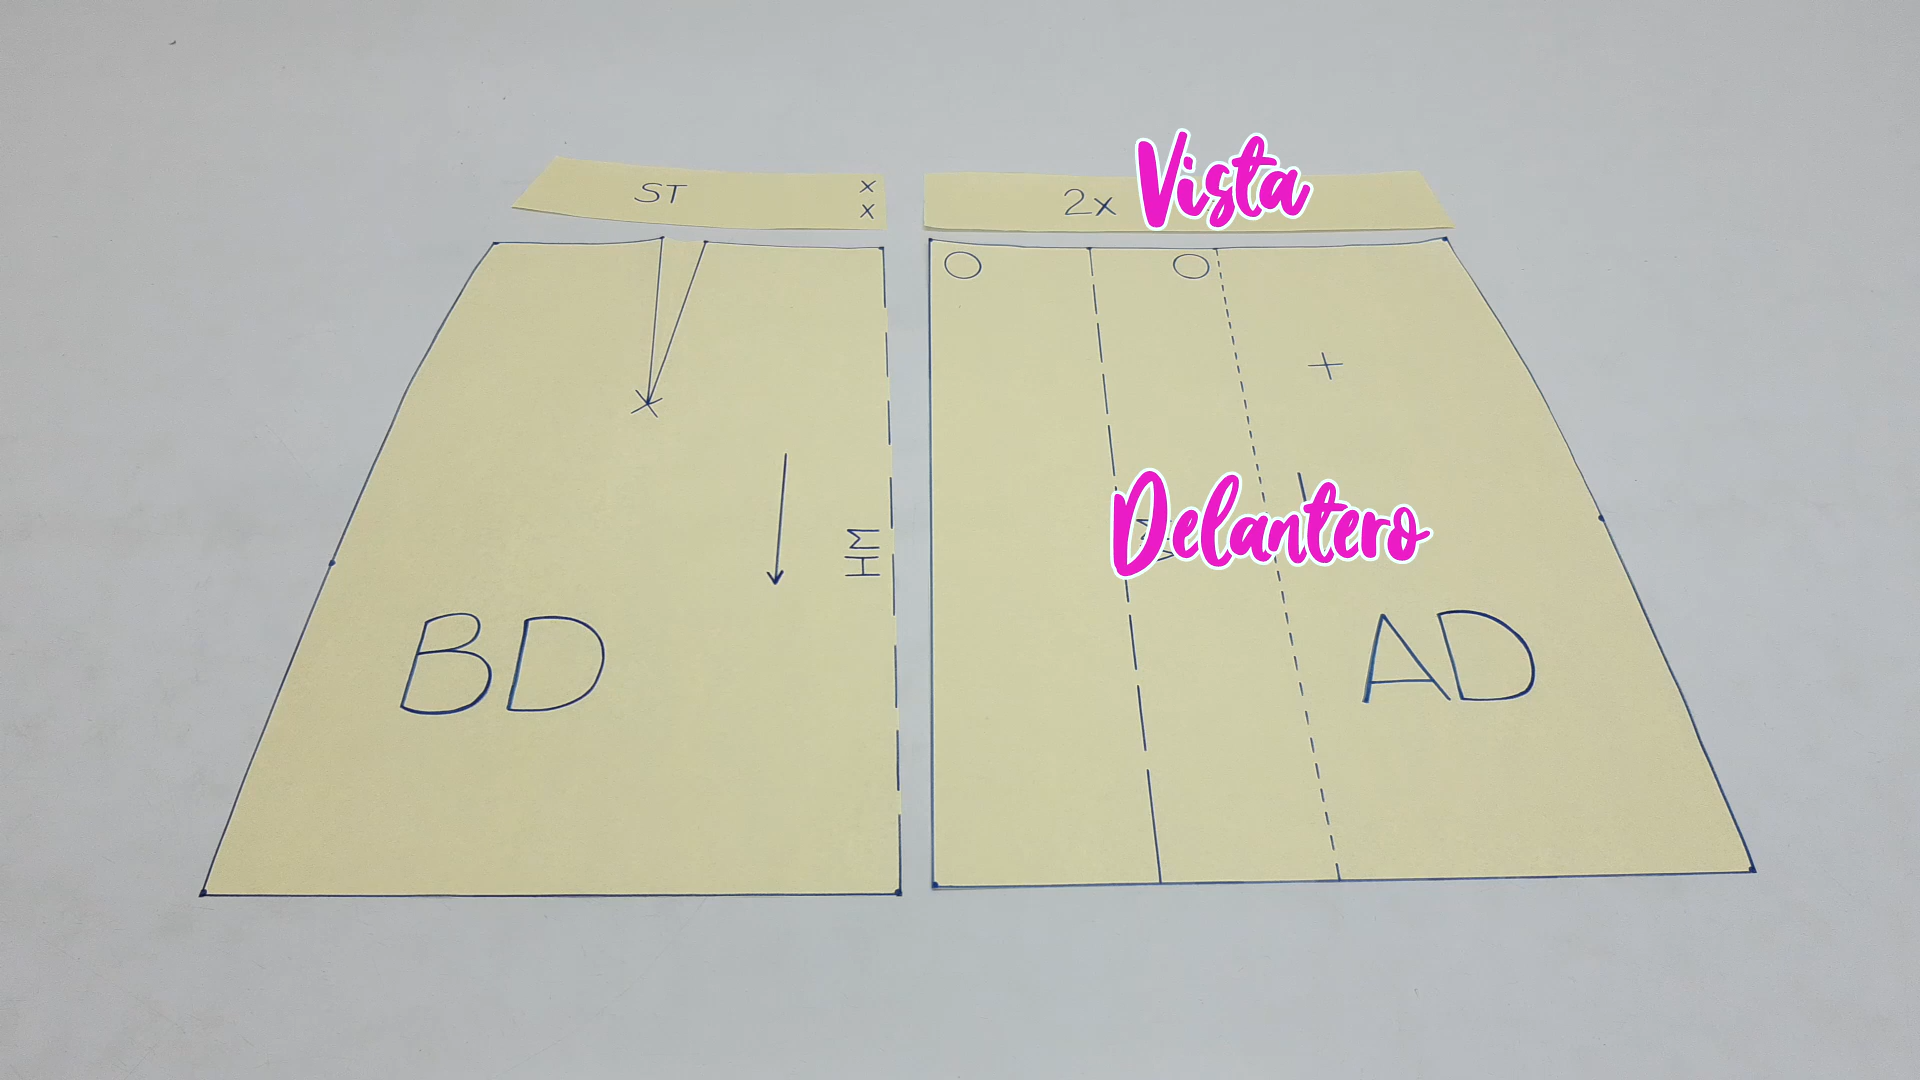 ST
x
x
2x
Vista
HM
Delantero
BD
AD